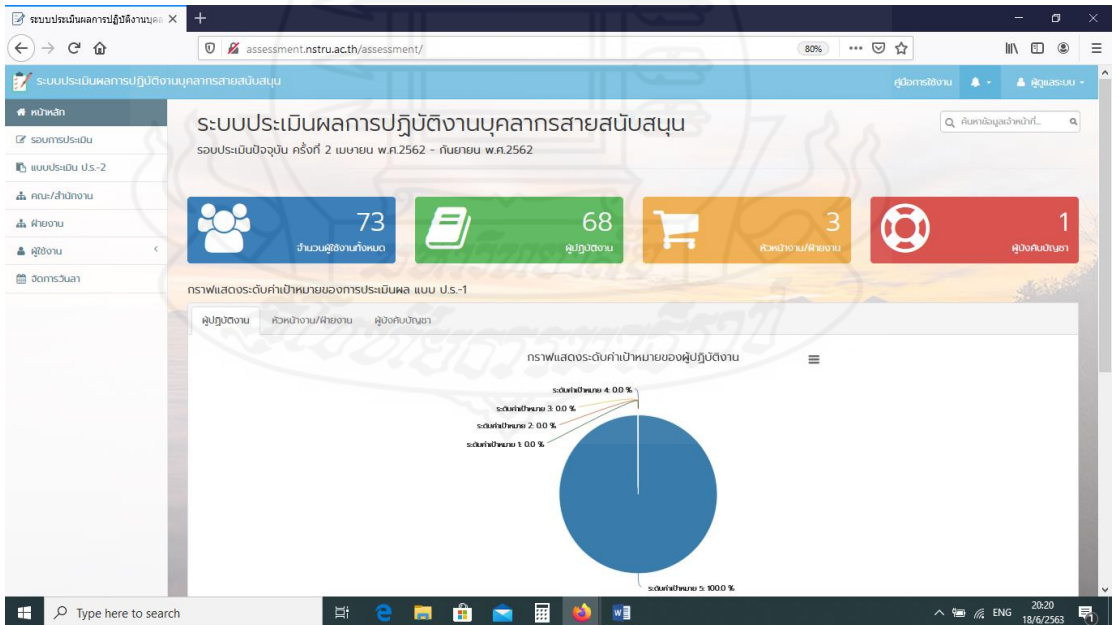 ระบบประเมินผลการปฏิบัติงานบุคล
assessment.nstru.ac.th/assessment/
80%
ระบบประเมินผลการปฏิบัติงานบุคลากรสายสนับสนุน
คู่มือการใช้งาน
ผู้ดูแลระบบ
หน้าหลัก
รอบการประเมิน
แบบประเมิน ป.ร.-2
คณะ/สำนักงาน
ฝ่ายงาน
ผู้ใช้งาน
จัดการวันลา
ระบบประเมินผลการปฏิบัติงานบุคลากรสายสนับสนุน
ค้นหาข้อมูลเจ้าหน้าที่...
รอบประเมินปัจจุบัน ครั้งที่ 2 เมษายน พ.ศ.2562 - กันยายน พ.ศ.2562
73
จำนวนผู้ใช้งานทั้งหมด
68
ผู้ปฏิบัติงาน
3
หัวหน้างาน/ฝ่ายงาน
1
ผู้บังคับบัญชา
กราฟแสดงระดับค่าเป้าหมายของการประเมินผล แบบ ป.ร.-1
ผู้ปฏิบัติงาน หัวหน้างาน/ฝ่ายงาน ผู้บังคับบัญชา
กราฟแสดงระดับค่าเป้าหมายของผู้ปฏิบัติงาน
ระดับค่าเป้าหมาย 4: 0.0 %
ระดับค่าเป้าหมาย 3: 0.0 %
ระดับค่าเป้าหมาย 2: 0.0 %
ระดับค่าเป้าหมาย 1: 0.0 %
ระดับค่าเป้าหมาย 5: 100.0 %
Type here to search
ENG
20:20
18/6/2563